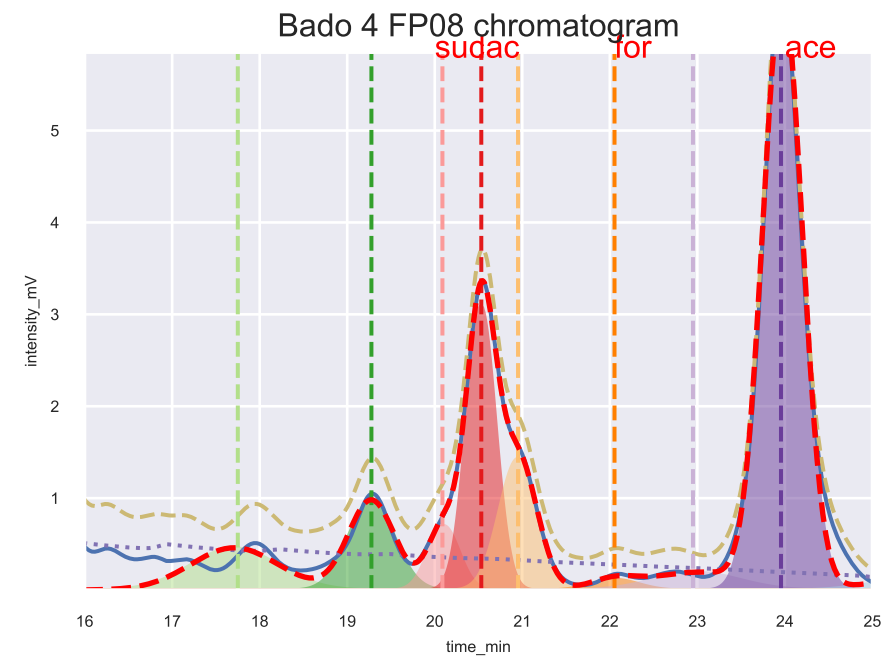 Bado 4 FP08 chromatogram
sudac for ace
5
4
3
2
1
intensity_mV
16 17 18 19 20 21 22 23 24 25
time_min